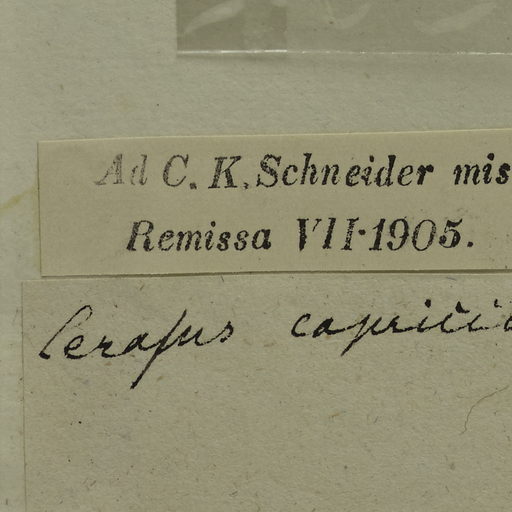 Ad C. K. Schneider mis
Remissa VII·1905.
Cerasus